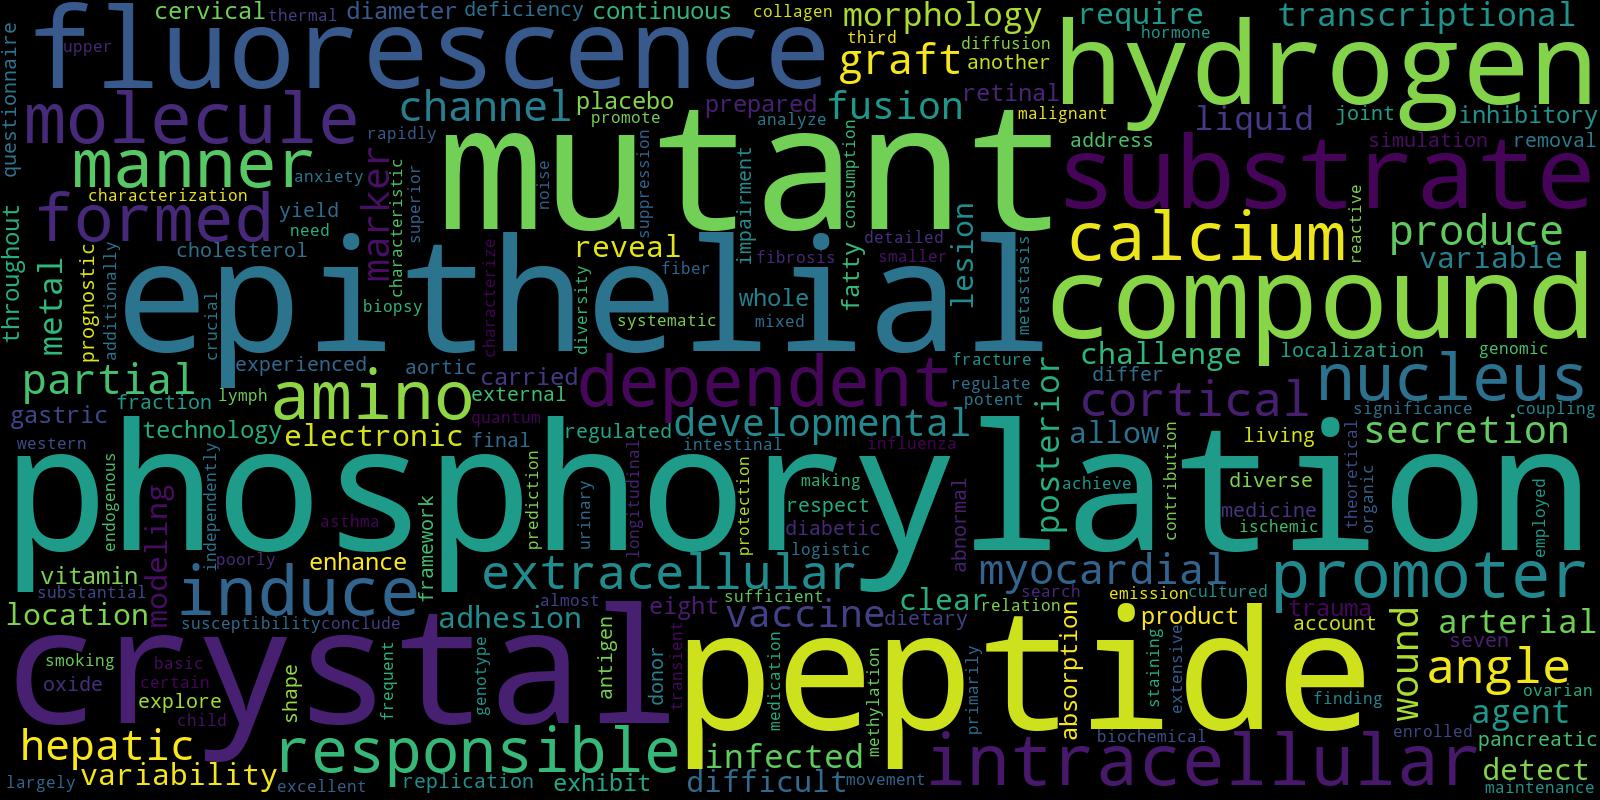 fluorescence
upper
cervical
thermal
diameter
deficiency
continuous
collagen
morphology
require
transcriptional
hormone
third
diffusion
graft
another
hydrogen
questionnaire
molecule
channel
placebo
promote
prepared
analyze
fusion
retinal
malignant
liquid
joint
inhibitory
rapidly
mutant
address
simulation
removal
substrate
manner
anxiety
characterization
marker
characteristic
superior
noise
suppression
impairment
consumption
formed
yield
need
throughout
cholesterol
reveal
fibrosis
detailed
smaller
lesion
calcium
reactive
produce
variable
metal
prognostic
additionally
crucial
epithelial
biopsy
characterize
diversity
fiber
systematic
whole
mixed
fatty
metastasis
compound
experienced
aortic
carried
external
fracture
regulate
potent
challenge
differ
localization
genomic
partial
fraction
lymph
amino
dependent
quantum
posterior
cortical
nucleus
significance
coupling
gastric
western
technology
electronic
final
regulated
developmental
intestinal
influenza
allow
living
secretion
phosphorylation
endogenous
independently
modeling
asthma
framework
prediction
urinary
longitudinal
protection
making
respect
diabetic
logistic
abnormal
achieve
contribution
diverse
medicine
ischemic
theoretical
organic
employed
poorly
enhance
vitamin
substantial
induce
extracellular
myocardial
promoter
location
susceptibility
conclude
adhesion
almost
eight
sufficient
vaccine
dietary
clear
relation
search
emission
cultured
product
trauma
account
arterial
seven
crystal
smoking
oxide
basic
certain
explore
child
shape
frequent
genotype
antigen
donor
transient
peptide
medication
methylation
primarily
absorption
staining
extensive
finding
wound
angle
ovarian
agent
hepatic
variability
largely
excellent
responsible
replication
exhibit
infected
difficult
movement
biochemical
intracellular
enrolled
pancreatic
detect
maintenance